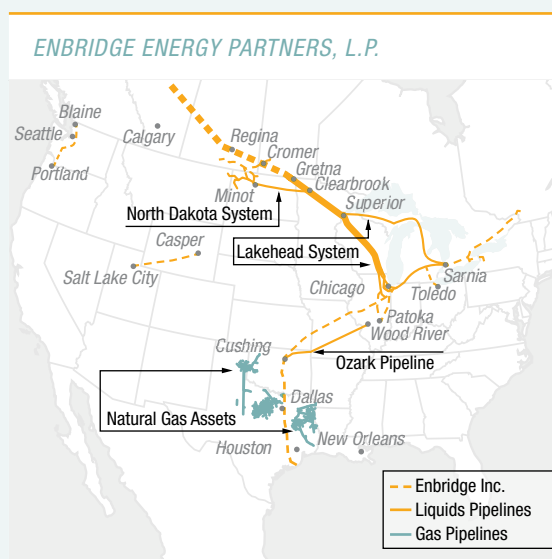 ENBRIDGE ENERGY PARTNERS, L.P.
Blaine
Seattle
Portland
Calgary
Regina
Cromer
Gretna
Clearbrook
Minot
Superior
North Dakota System
Lakehead System
Casper
Salt Lake City
Chicago
Toledo
Sarnia
Patoka
Wood River
Cushing
Ozark Pipeline
Dallas
Natural Gas Assets
Houston
New Orleans
Enbridge Inc.
Liquids Pipelines
Gas Pipelines